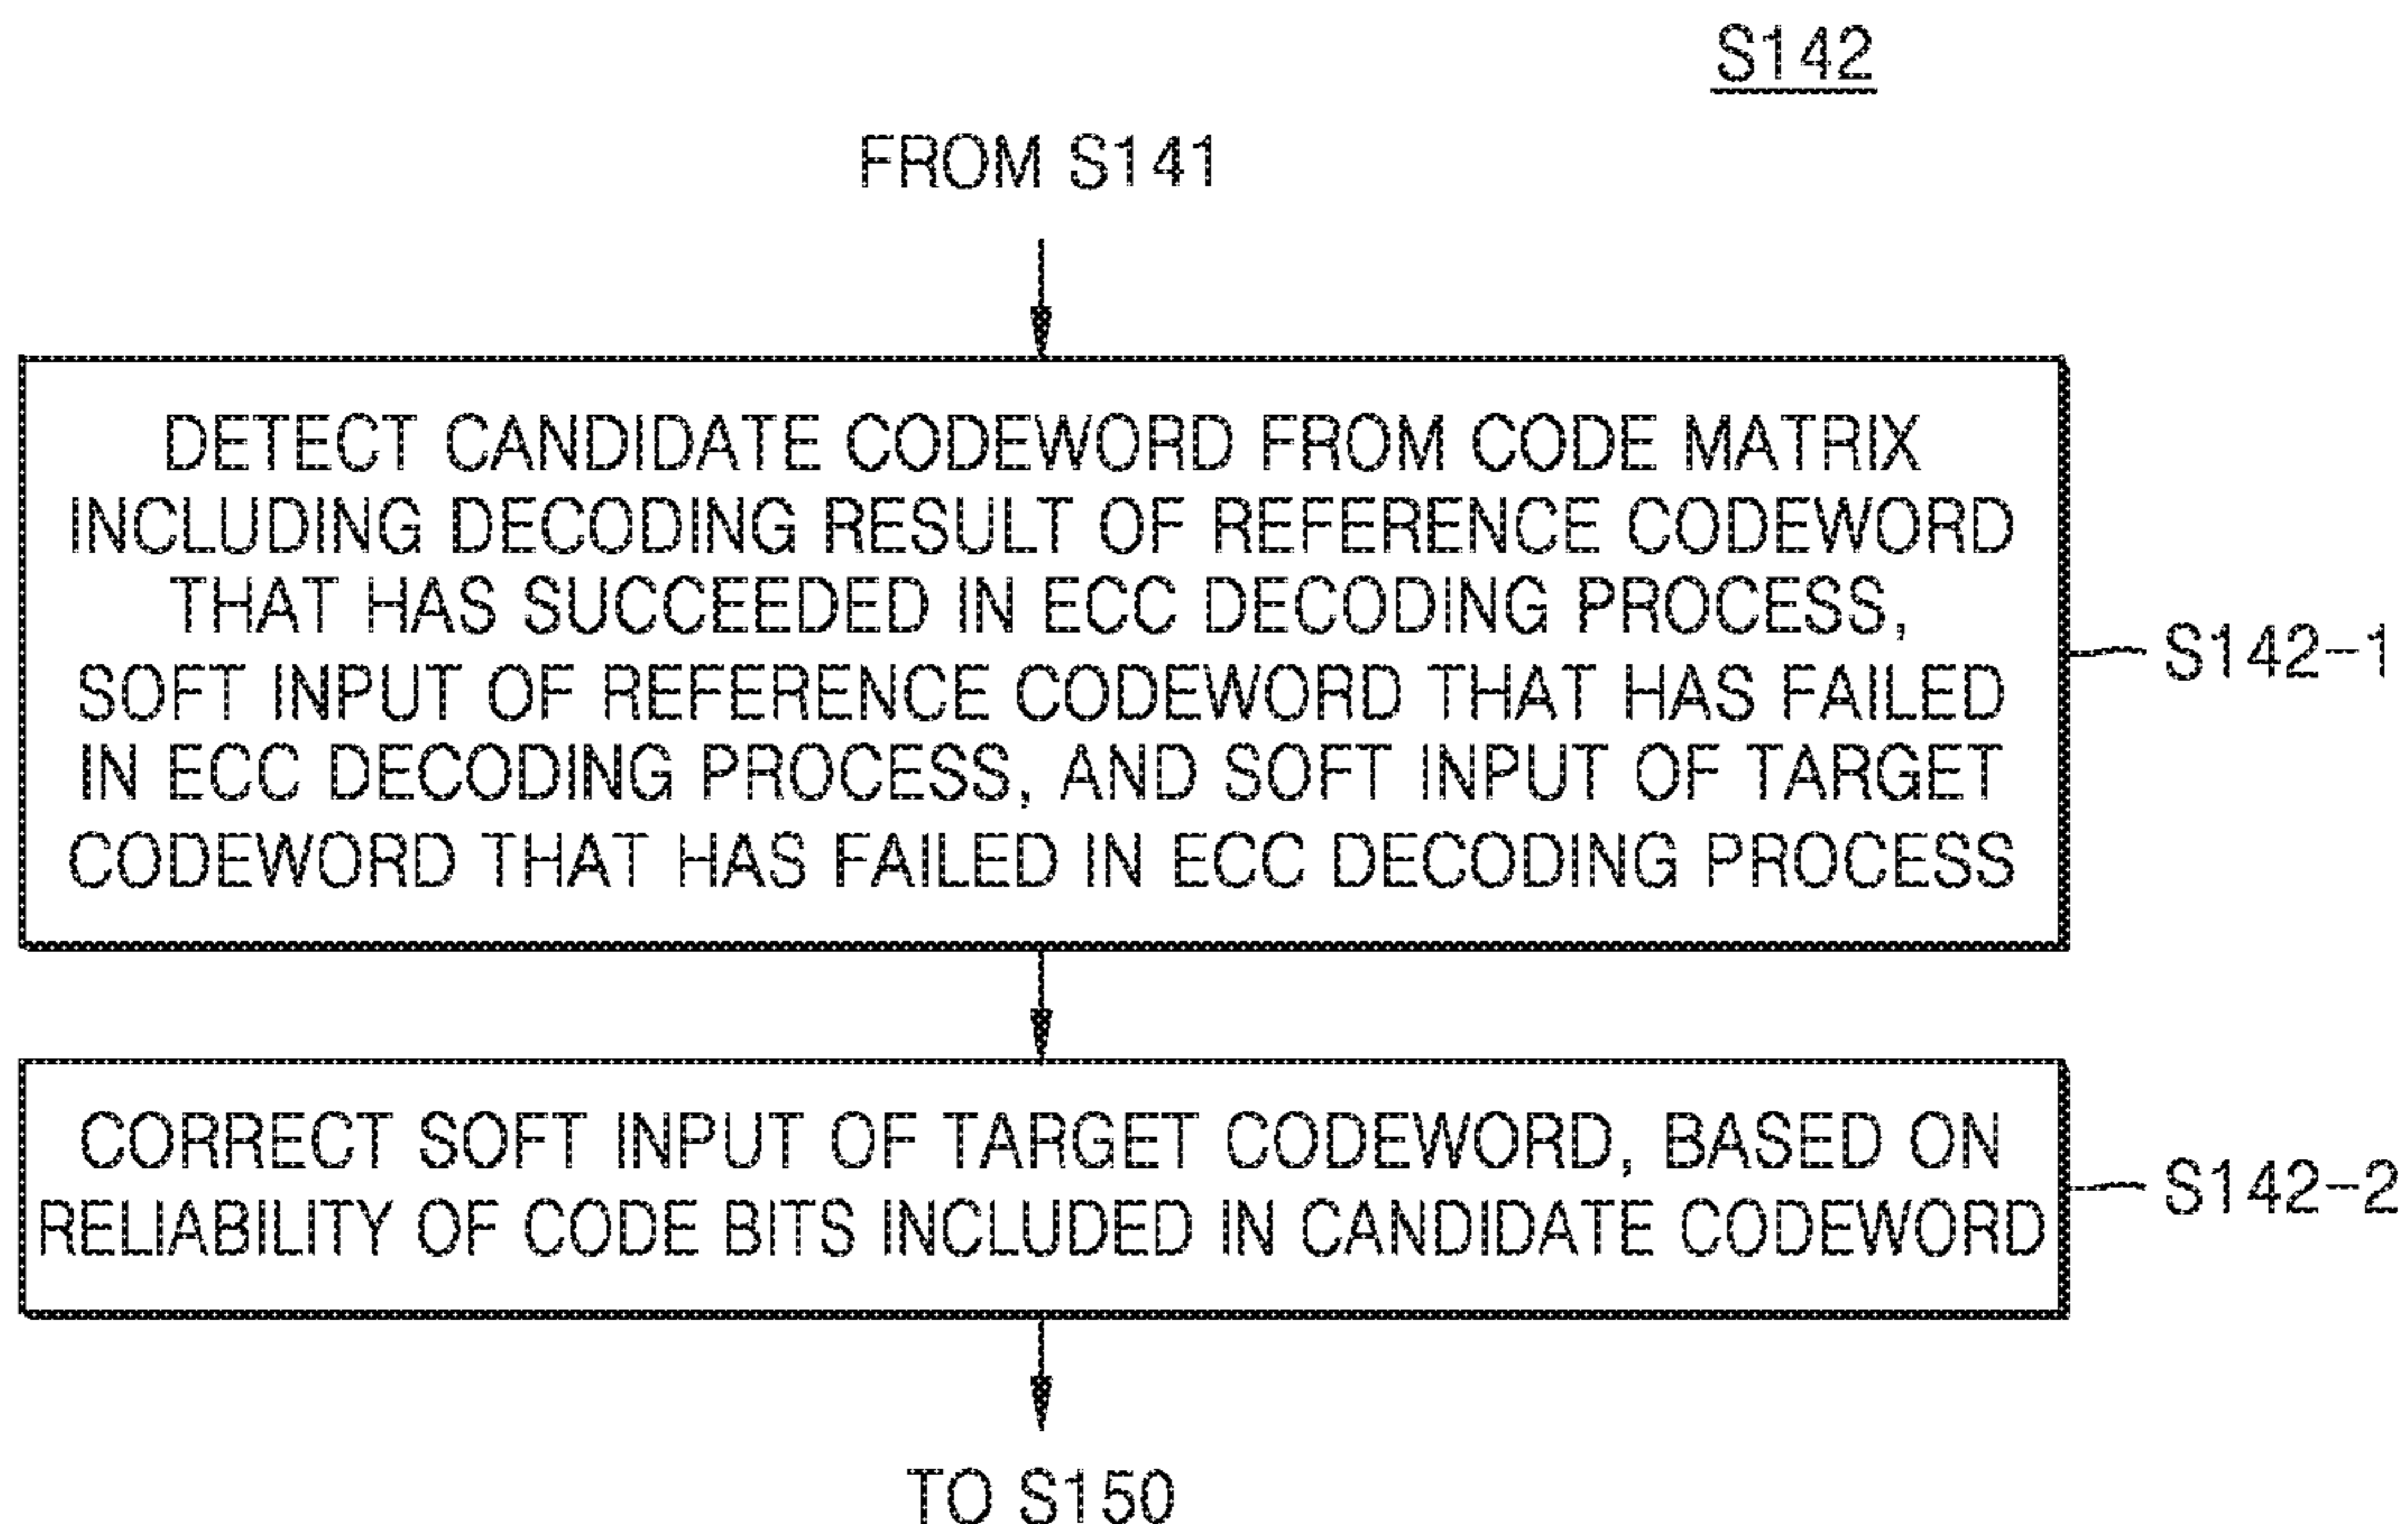 S142
FROM S141
DETECT CANDIDATE CODEWORD FROM CODE MATRIX
INCLUDING DECODING RESULT OF REFERENCE CODEWORD
THAT HAS SUCCEEDED IN ECC DECODING PROCESS,
SOFT INPUT OF REFERENCE CODEWORD THAT HAS FAILED
IN ECC DECODING PROCESS, AND SOFT INPUT OF TARGET
CODEWORD THAT HAS FAILED IN ECC DECODING PROCESS
S142-1
CORRECT SOFT INPUT OF TARGET CODEWORD, BASED ON
RELIABILITY OF CODE BITS INCLUDED IN CANDIDATE CODEWORD
S142-2
TO S150